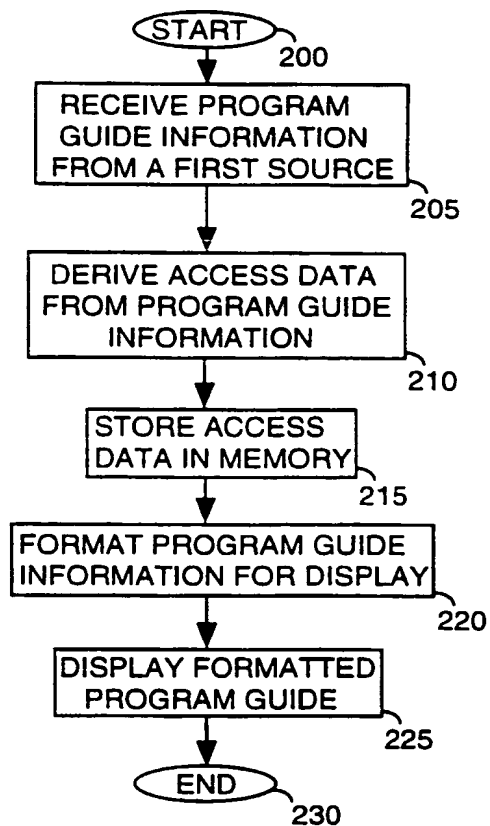 START
200
RECEIVE PROGRAM
GUIDE INFORMATION
FROM A FIRST SOURCE
205
DERIVE ACCESS DATA
FROM PROGRAM GUIDE
INFORMATION
210
STORE ACCESS
DATA IN MEMORY
215
FORMAT PROGRAM GUIDE
INFORMATION FOR DISPLAY
220
DISPLAY FORMATTED
PROGRAM GUIDE
225
END
230